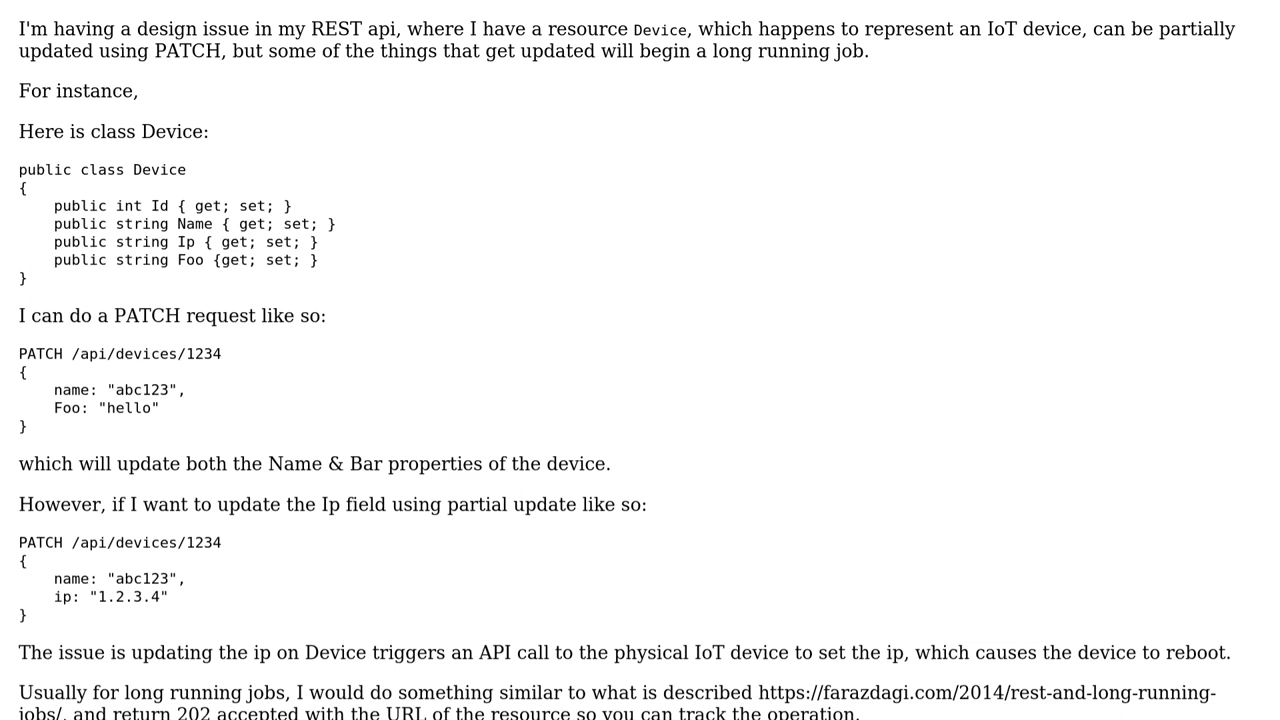 I'm having a design issue in my REST api, where I have a resource Device, which happens to represent an IoT device, can be partially
updated using PATCH, but some of the things that get updated will begin a long running job.
For instance,
Here is class Device:
public class Device
{
    public int Id { get; set; }
    public string Name { get; set; }
    public string Ip { get; set; }
    public string Foo {get; set; }
}
I can do a PATCH request like so:
PATCH /api/devices/1234
{
    name: "abc123",
    Foo: "hello"
}
which will update both the Name & Bar properties of the device.
However, if I want to update the Ip field using partial update like so:
PATCH /api/devices/1234
{
    name: "abc123",
    ip: "1.2.3.4"
}
The issue is updating the ip on Device triggers an API call to the physical IoT device to set the ip, which causes the device to reboot.
Usually for long running jobs, I would do something similar to what is described https://farazdagi.com/2014/rest-and-long-running-
jobs/, and return 202 accepted with the URL of the resource so you can track the operation.